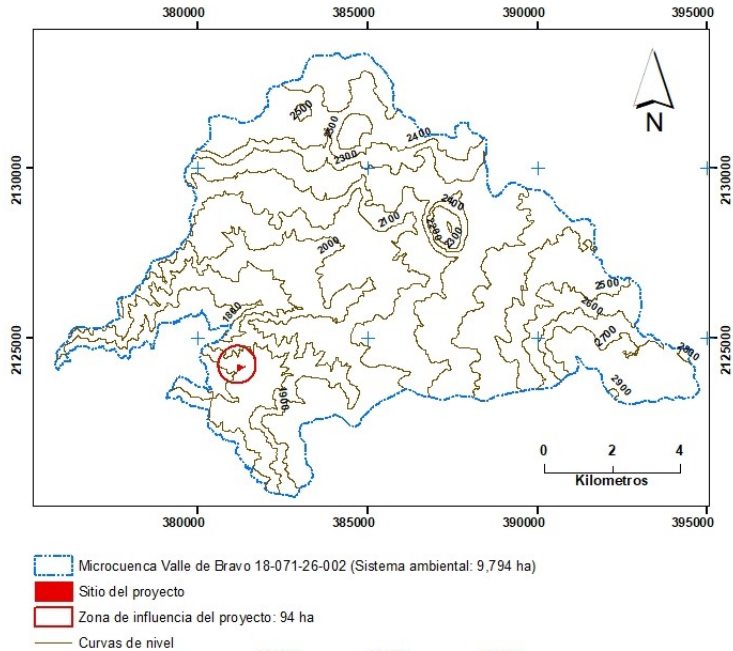 380000 385000 390000 395000
2500
2500
2400
2300
N
2130000 2130000
2400
2100
2200
2300
2000
2500
2600
1860
2700
2125000 2125000
2800
2900
1900
0 2 4
Kilometros
380000 385000 390000 395000
Microcuenca Valle de Bravo 18-071-26-002 (Sistema ambiental: 9,794 ha)
Sitio del proyecto
Zona de influencia del proyecto: 94 ha
Curvas de nivel